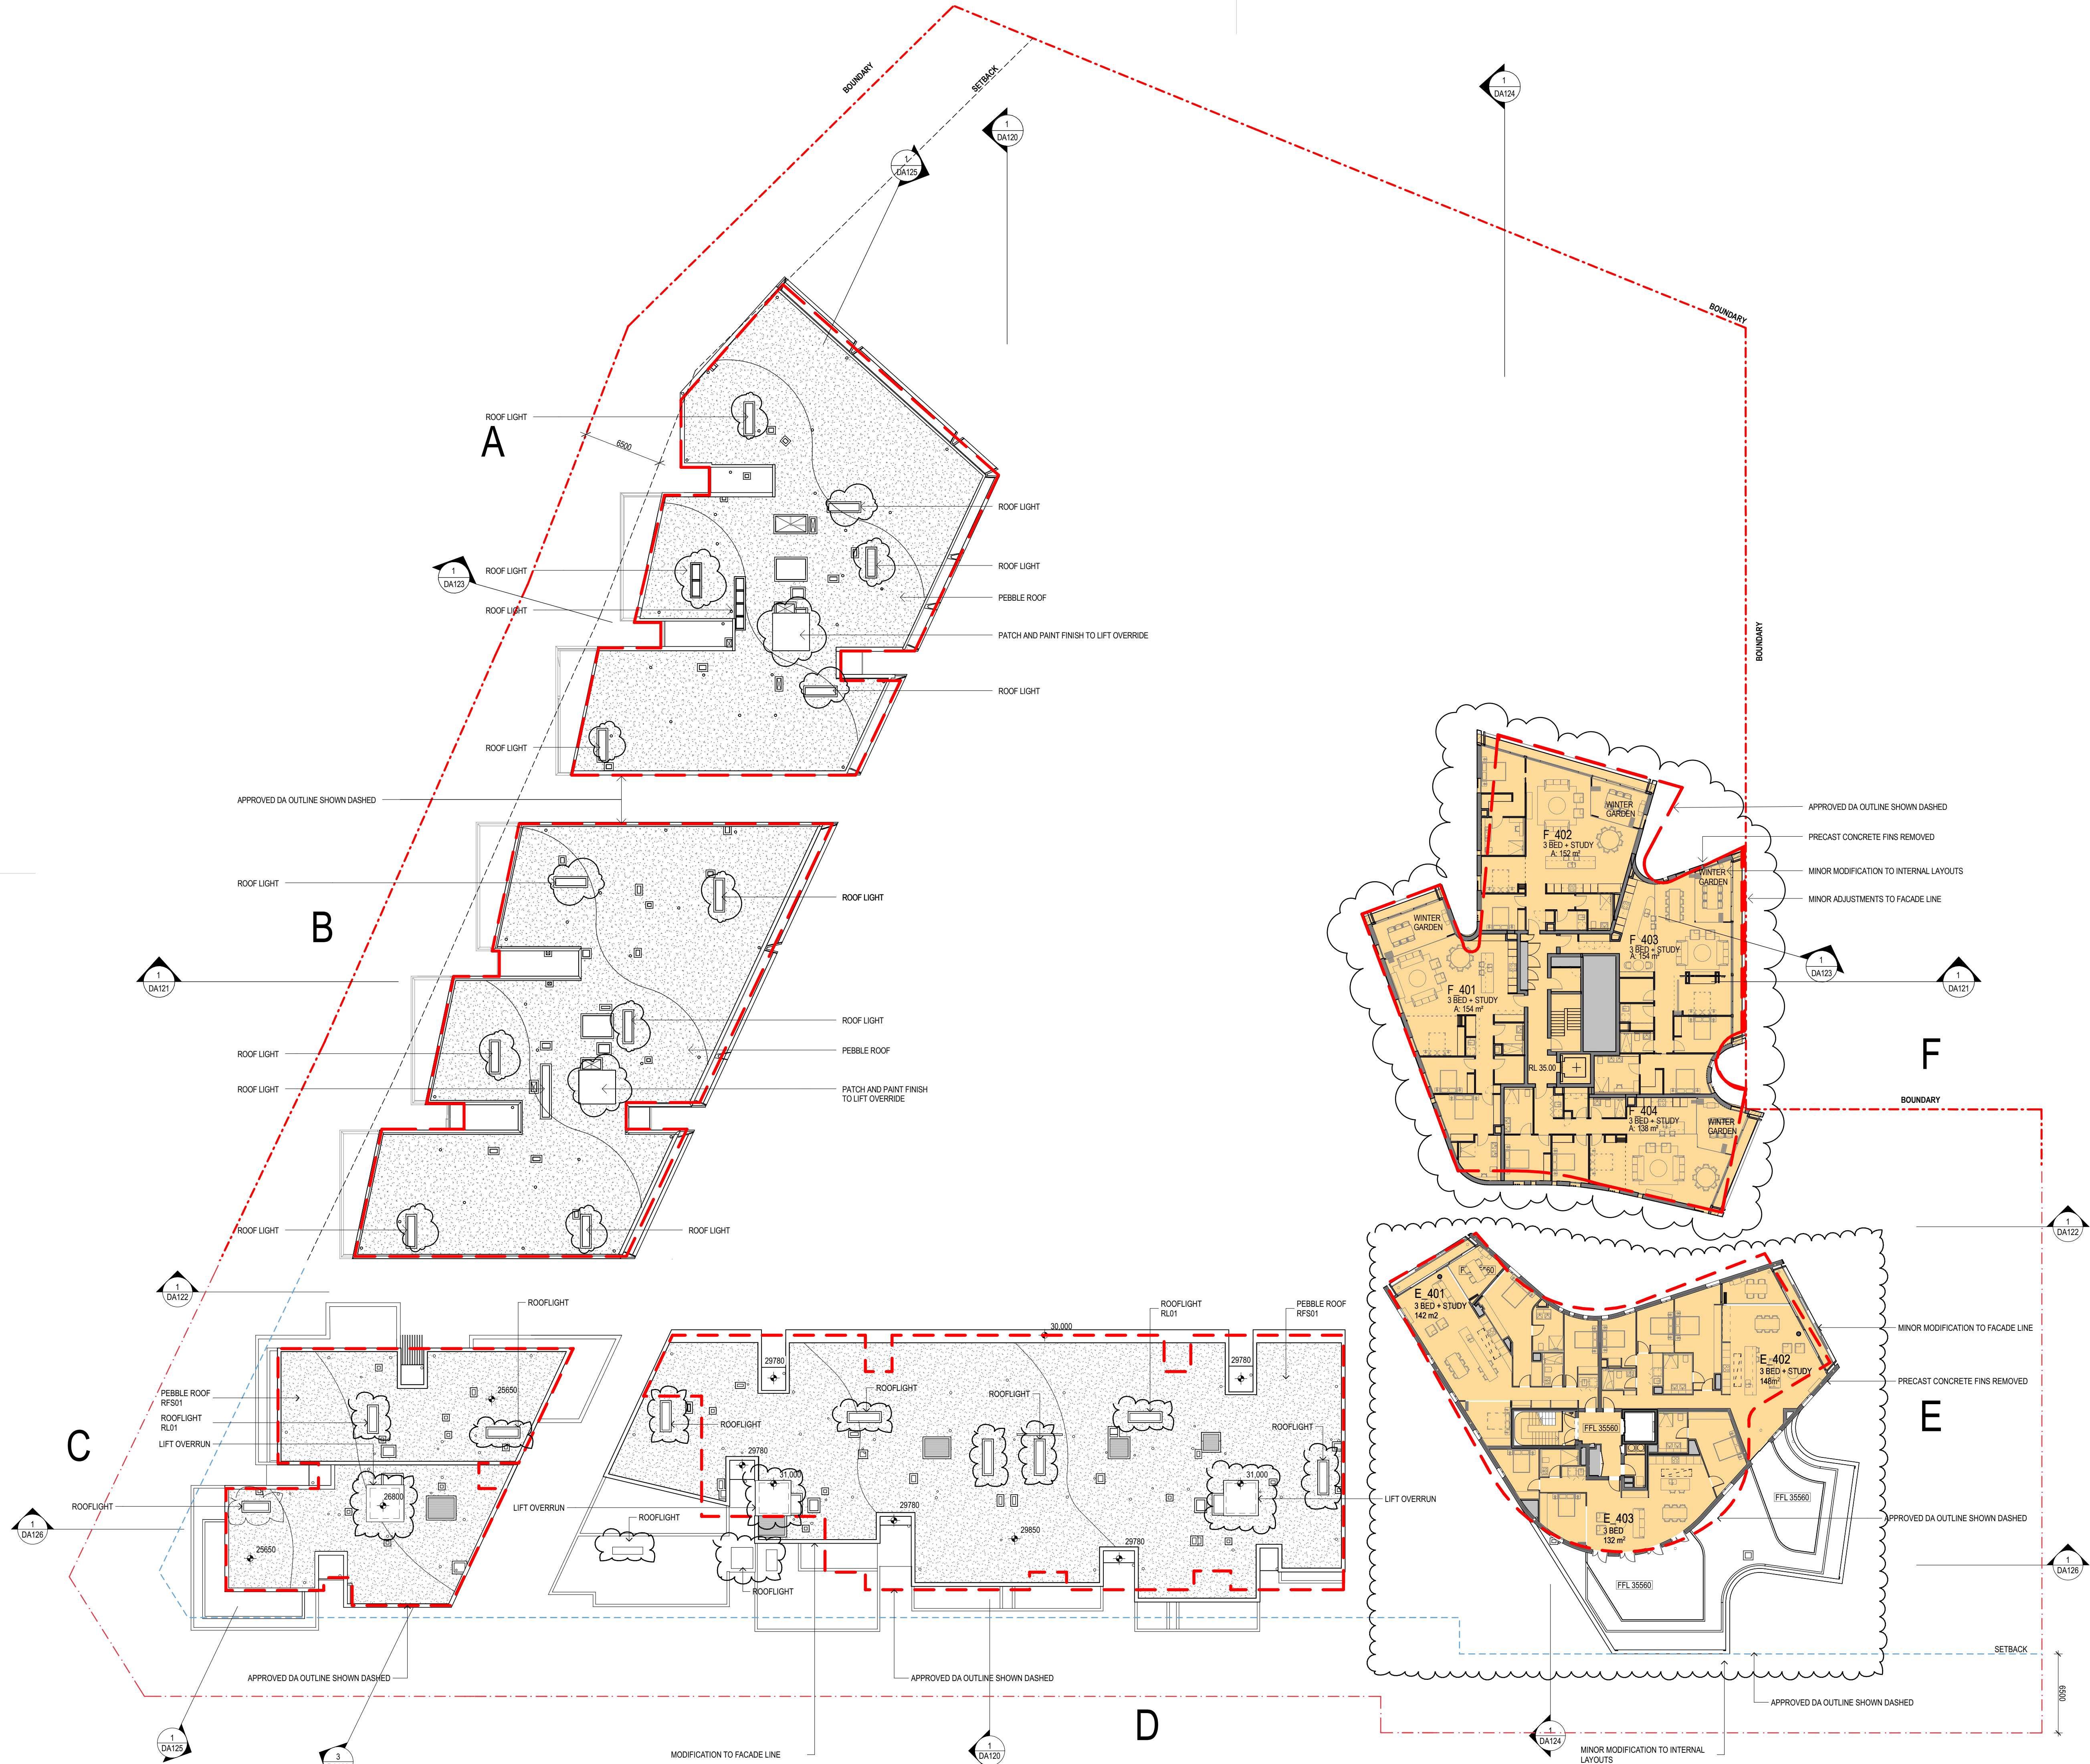 BOUNDARY
SETBACK
1
DA124
1
DA120
1
DA125
BOUNDARY
ROOF LIGHT
A
6500
ROOF LIGHT
ROOF LIGHT
ROOF LIGHT
1
DA123
PEBBLE ROOF
ROOF LIGHT
BOUNDARY
PATCH AND PAINT FINISH TO LIFT OVERRIDE
ROOF LIGHT
ROOF LIGHT
APPROVED DA OUTLINE SHOWN DASHED
ROOF LIGHT
ROOF LIGHT
B
1
DA121
ROOF LIGHT
ROOF LIGHT
PEBBLE ROOF
ROOF LIGHT
PATCH AND PAINT FINISH
TO LIFT OVERRIDE
ROOF LIGHT
ROOF LIGHT
WINTER
GARDEN
F_402
3 BED + STUDY
A: 152 m²
APPROVED DA OUTLINE SHOWN DASHED
PRECAST CONCRETE FINS REMOVED
MINOR MODIFICATION TO INTERNAL LAYOUTS
WINTER
GARDEN
MINOR ADJUSTMENTS TO FACADE LINE
WINTER
GARDEN
F_403
3 BED + STUDY
A: 154 m²
1
DA123
1
DA121
F_401
3 BED + STUDY
A: 154 m²
RL 35.00
F
BOUNDARY
F_404
3 BED + STUDY
A: 138 m²
WINTER
GARDEN
1
DA122
1
DA122
ROOFLIGHT
ROOFLIGHT
RL01
PEBBLE ROOF
RFS01
30,000
29780
29780
E_401
3 BED + STUDY
142 m2
MINOR MODIFICATION TO FACADE LINE
E_402
3 BED + STUDY
148m²
PRECAST CONCRETE FINS REMOVED
PEBBLE ROOF
RFS01
25650
ROOFLIGHT
RL01
ROOFLIGHT
ROOFLIGHT
ROOFLIGHT
ROOFLIGHT
E
FFL 35560
C
LIFT OVERRUN
29780
31,000
31,000
26800
ROOFLIGHT
LIFT OVERRUN
29780
LIFT OVERRUN
FFL 35560
APPROVED DA OUTLINE SHOWN DASHED
E_403
3 BED
132 m²
ROOFLIGHT
1
DA126
25650
29850
29780
1
DA126
FFL 35560
ROOFLIGHT
SETBACK
APPROVED DA OUTLINE SHOWN DASHED
APPROVED DA OUTLINE SHOWN DASHED
6500
APPROVED DA OUTLINE SHOWN DASHED
D
1
DA125
3
MODIFICATION TO FACADE LINE
1
DA120
1
DA124
MINOR MODIFICATION TO INTERNAL
LAYOUTS